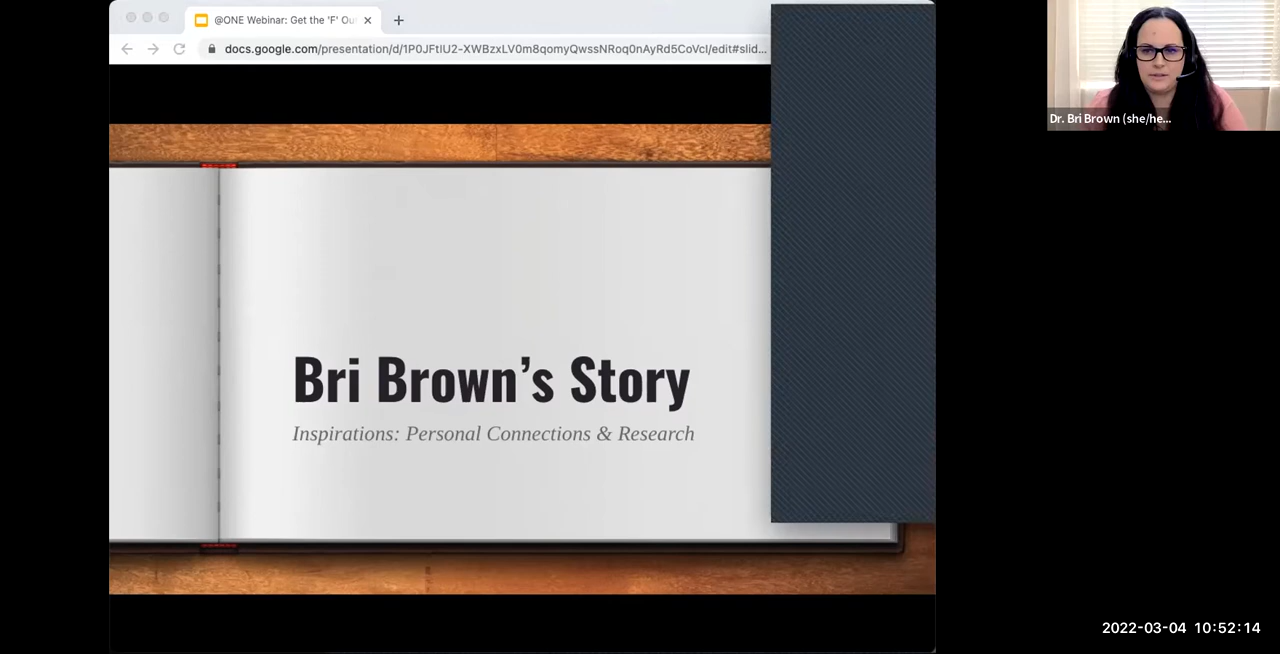 @ONE Webinar: Get the 'F' Ou
docs.google.com/presentation/d/1P0JFtIU2-XWBzxLV0m8qomyQwssNRoq0nAyRd5CoVcI/edit#slid...
Dr. Bri Brown (she/he...
Bri Brown’s Story
Inspirations: Personal Connections & Research
2022-03-04 10:52:14